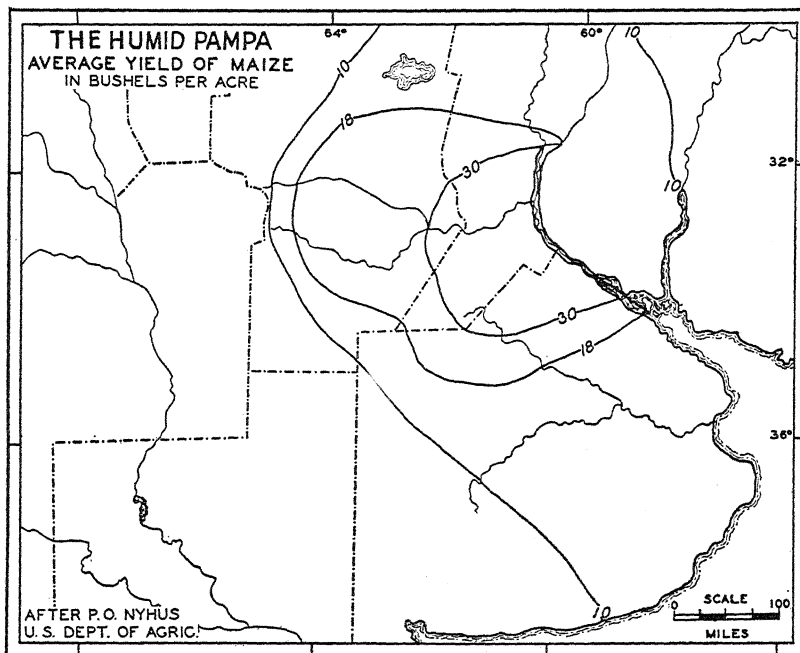 THE HUMID PAMPA
AVERAGE YIELD OF MAIZE
IN BUSHELS PER ACRE
64°
60°
10
10
18
30
32°
10
30
18
36°
10
AFTER P.O. NYHUS
U.S. DEPT. OF AGRIC.
SCALE
0 100
MILES